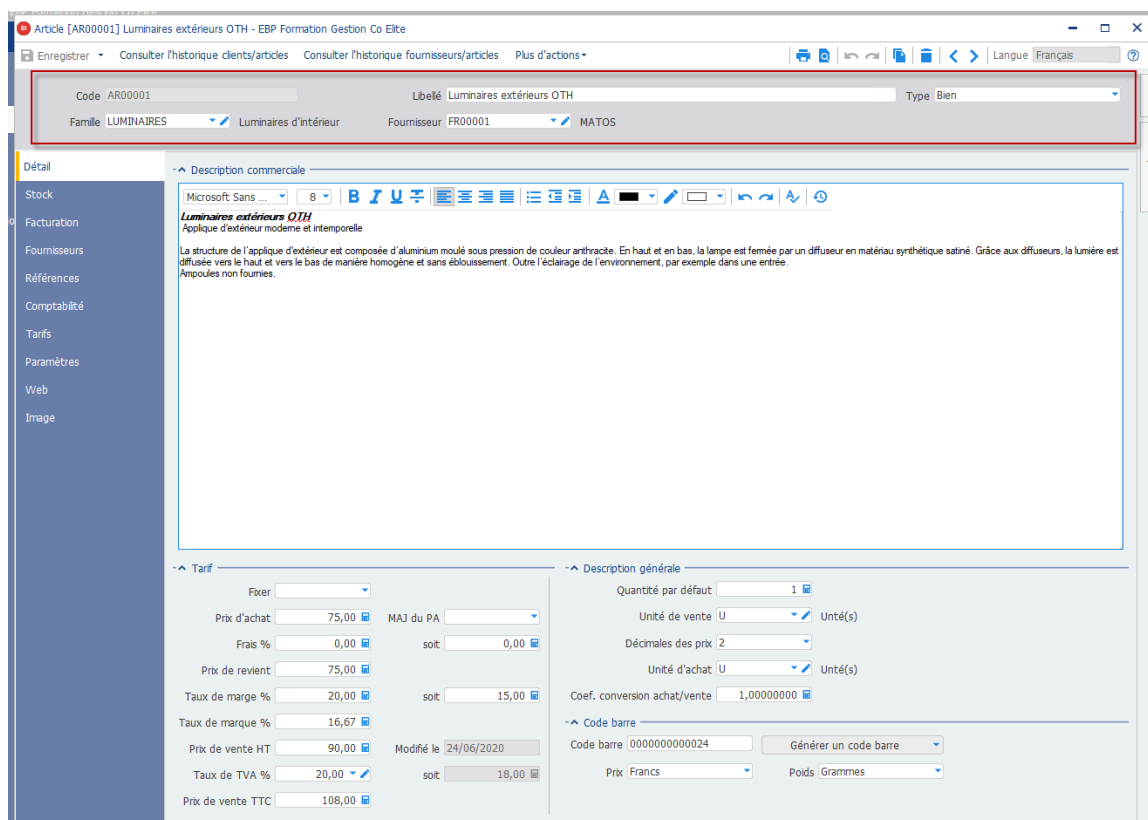 Article [AR00001] Luminaires extérieurs OTH - EBP Formation Gestion Co Elite
Enregistrer Consulter l'historique clients/articles Consulter l'historique fournisseurs/articles Plus d'actions Langue Français
Code AR00001 Libellé Luminaires extérieurs OTH Type Bien
Famille LUMINAIRES Luminaires d'intérieur Fournisseur FR00001 MATOS
Détail
Stock
Facturation
Fournisseurs
Références
Comptabilité
Tarifs
Paramètres
Web
Image
Description commerciale
Microsoft Sans ... 8 B I U T A
Luminaires extérieurs OTH
Applique d'extérieur moderne et intemporelle
La structure de l'applique d'extérieur est composée d'aluminium moulé sous pression de couleur anthracite. En haut et en bas, la lampe est fermée par un diffuseur en matériau synthétique satiné. Grâce aux diffuseurs, la lumière est
diffusée vers le haut et vers le bas de manière homogène et sans éblouissement. Outre l'éclairage de l'environnement, par exemple dans une entrée.
Ampoules non fournies.
Tarif
Fixer
Prix d'achat 75,00 MAJ du PA
Frais % 0,00 soit 0,00
Prix de revient 75,00
Taux de marge % 20,00 soit 15,00
Taux de marque % 16,67
Prix de vente HT 90,00 Modifié le 24/06/2020
Taux de TVA % 20,00 soit 18,00
Prix de vente TTC 108,00
Description générale
Quantité par défaut 1
Unité de vente U Unté(s)
Décimales des prix 2
Unité d'achat U Unté(s)
Coef. conversion achat/vente 1,00000000
Code barre
Code barre 0000000000024 Générer un code barre
Prix Francs Poids Grammes